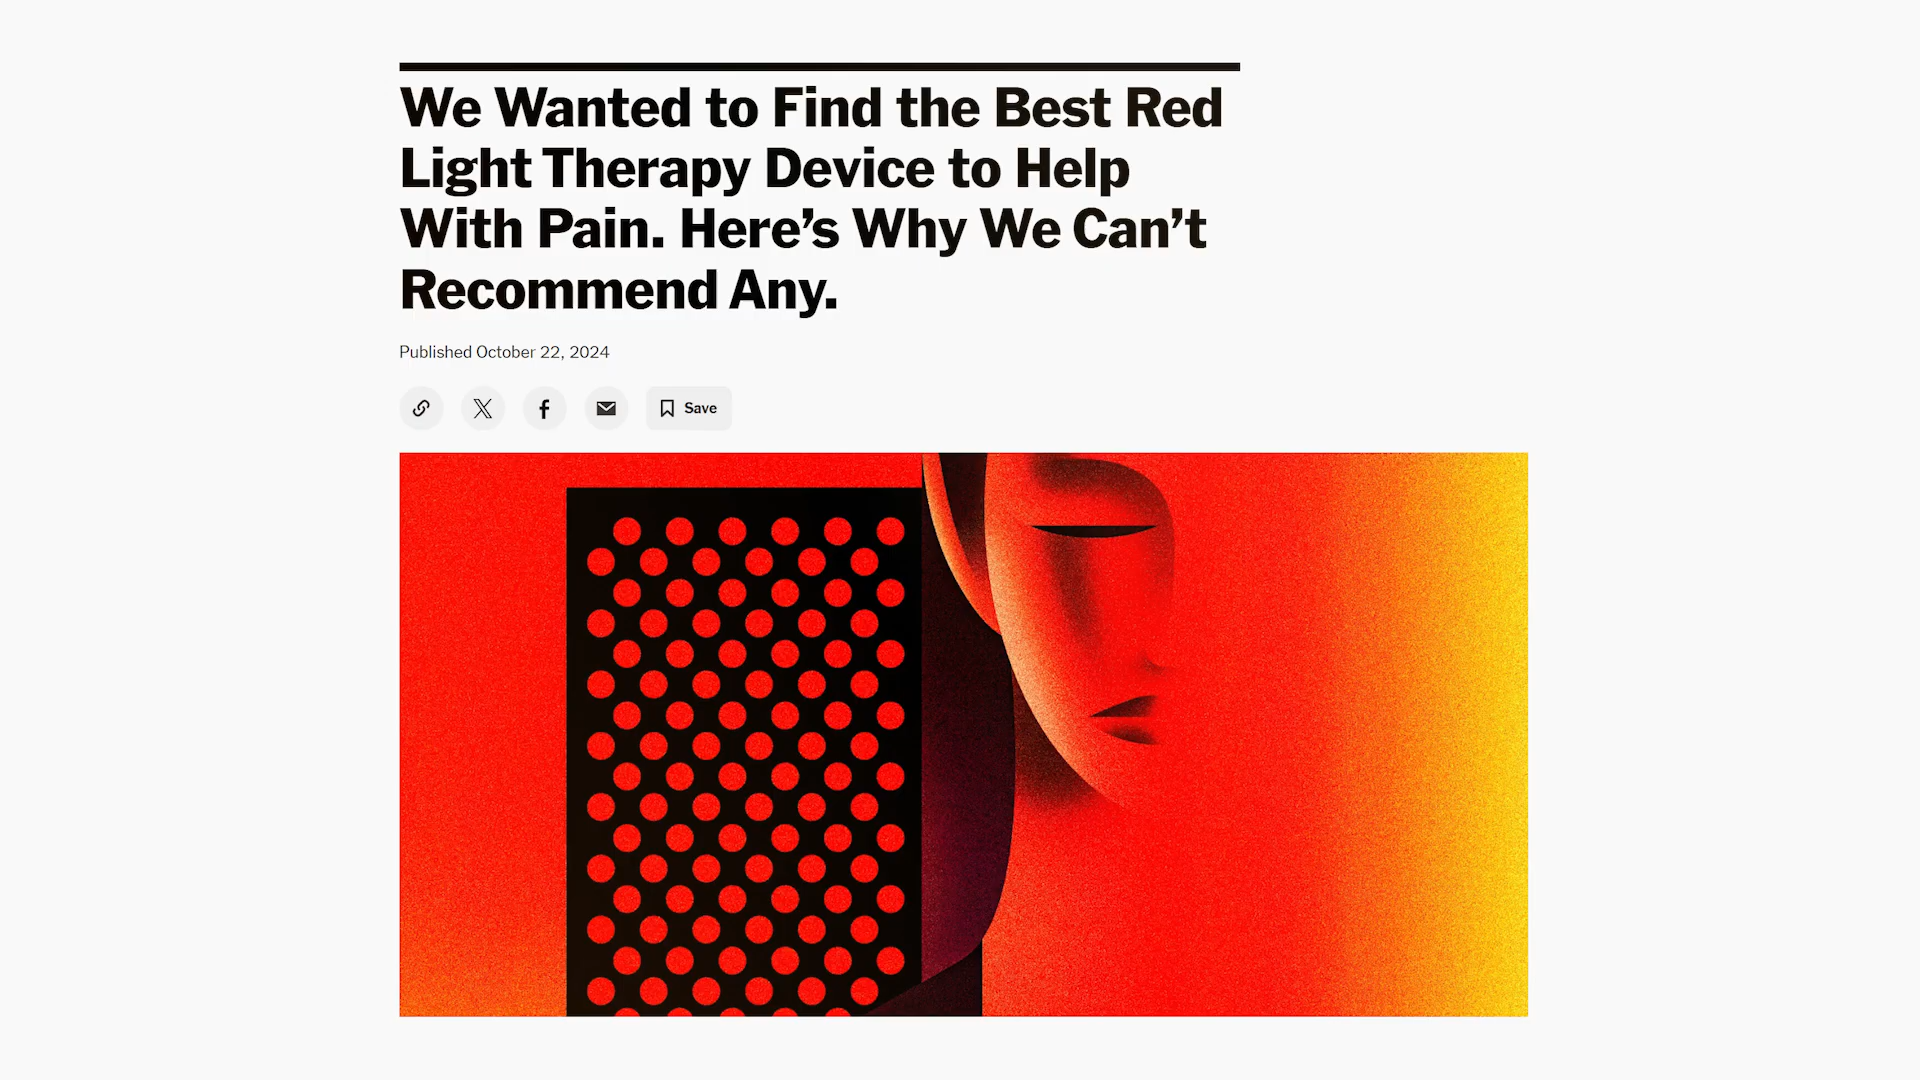 We Wanted to Find the Best Red
Light Therapy Device to Help
With Pain. Here’s Why We Can’t
Recommend Any.
Published October 22, 2024
Save